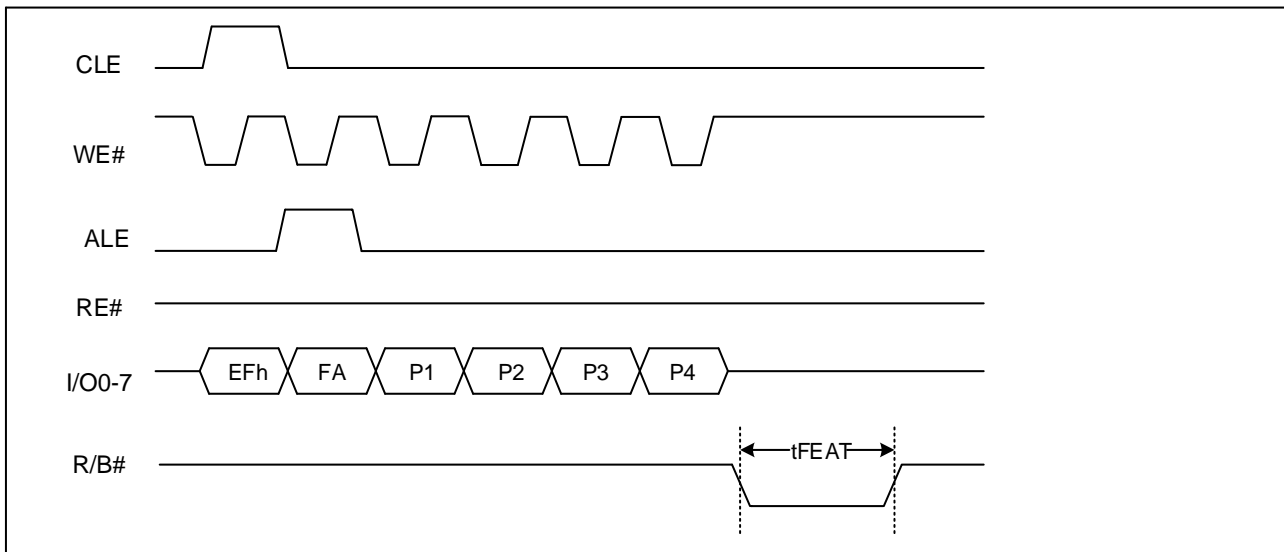 CLE
WE#
ALE
RE#
I/O0-7
EFh FA P1 P2 P3 P4
R/B#
tFEAT